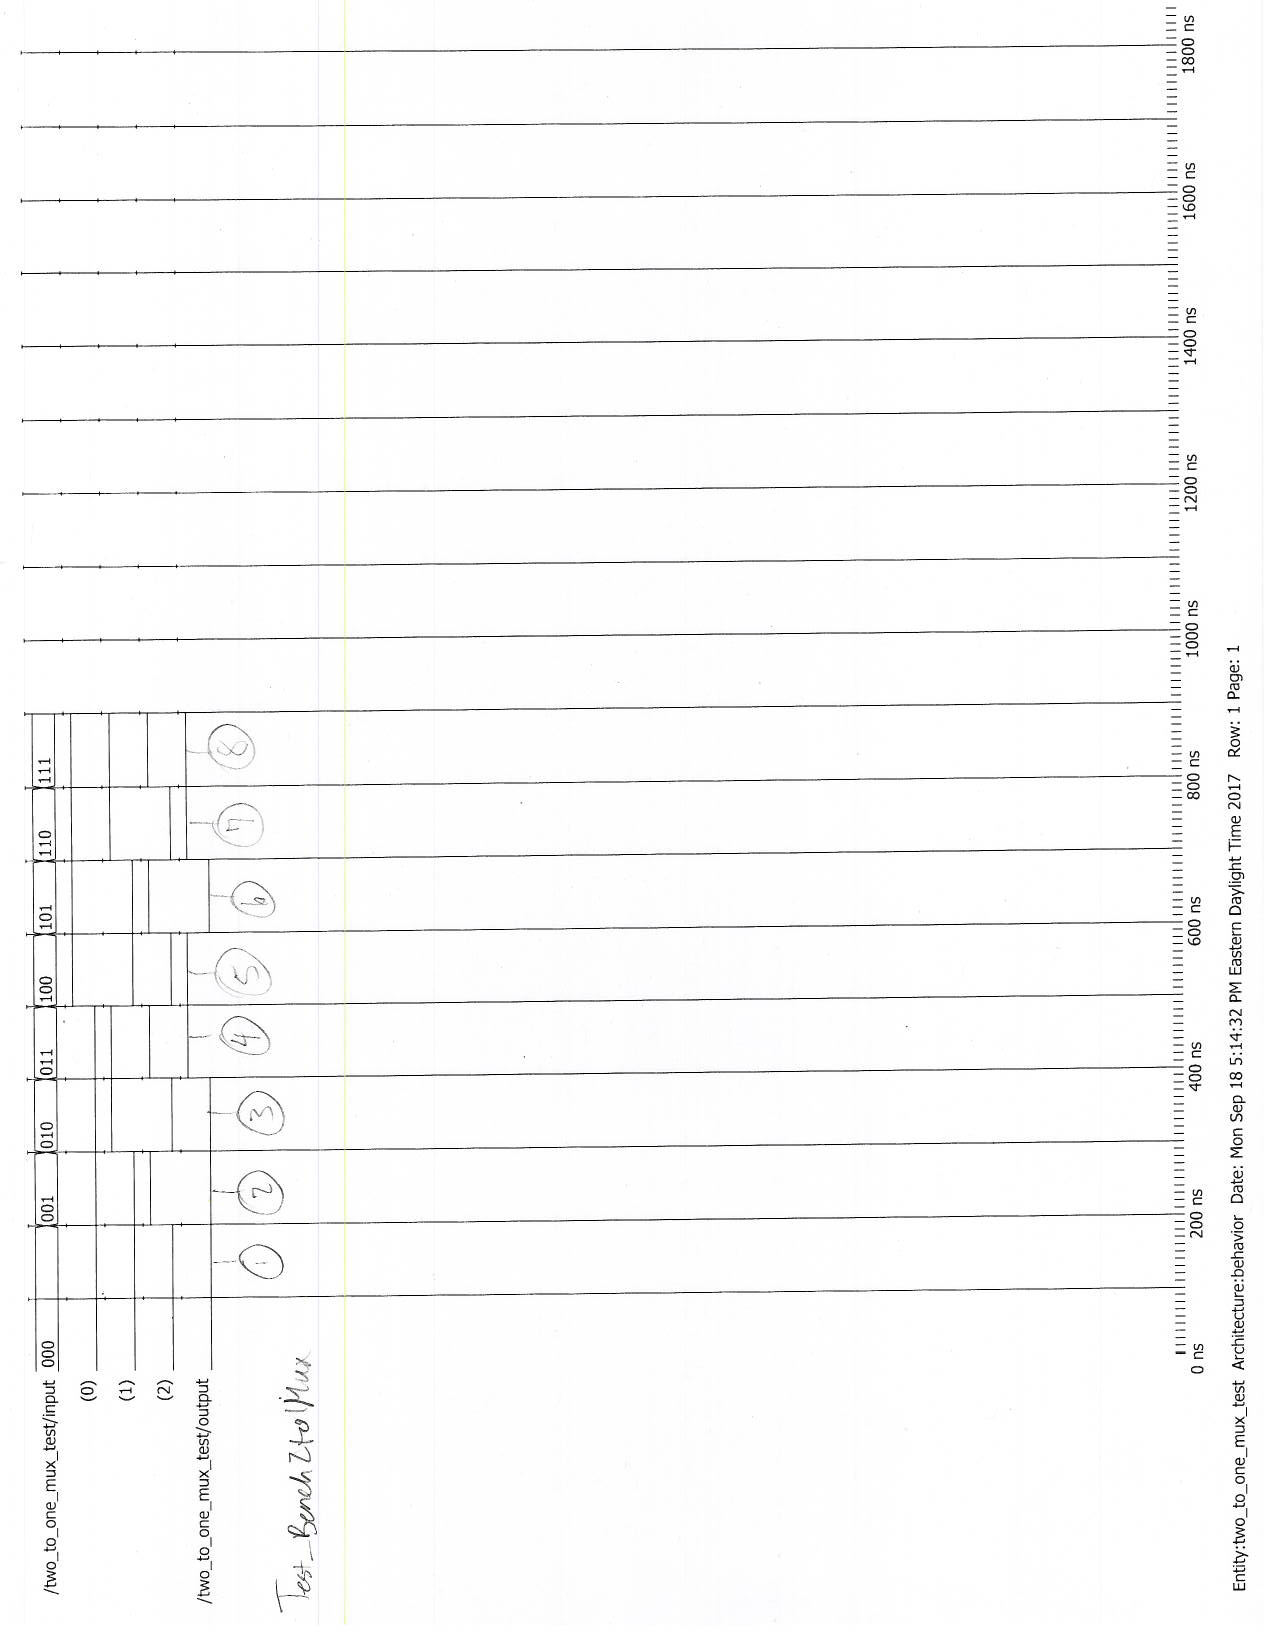 /two_to_one_mux_test/input 000 001 010 011 100 101 110 111
(0)
(1)
(2)
/two_to_one_mux_test/output
1 2 3 4 5 6 7 8
Test_Bench2to1Mux
0 ns 200 ns 400 ns 600 ns 800 ns 1000 ns 1200 ns 1400 ns 1600 ns 1800 ns
Entity:two_to_one_mux_test Architecture:behavior Date: Mon Sep 18 5:14:32 PM Eastern Daylight Time 2017 Row: 1 Page: 1